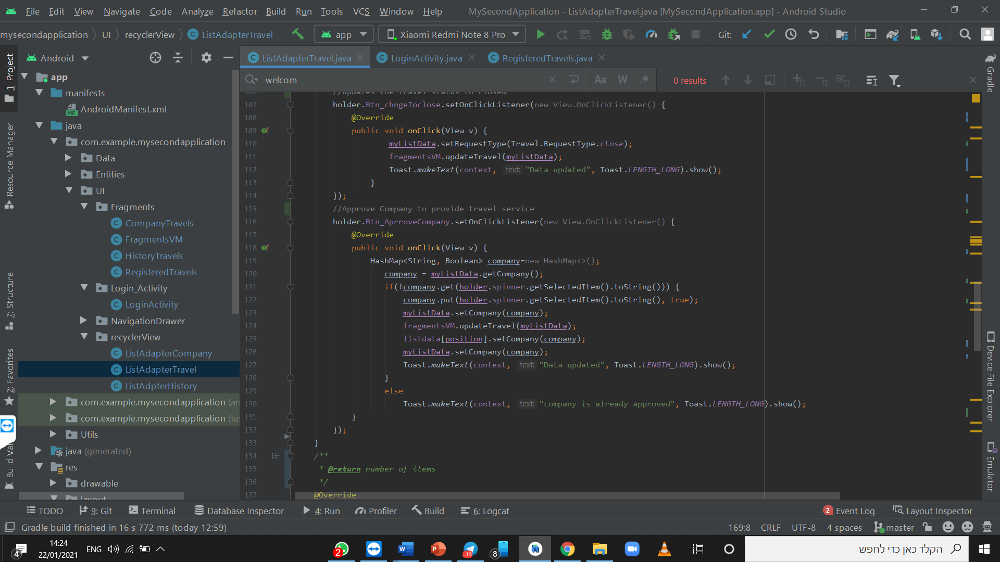 File Edit View Navigate Code Analyze Refactor Build Run Tools VCS Window Help MySecondApplication - ListAdapterTravel.java [MySecondApplication.app] - Android Studio
mysecondapplication UI recyclerView ListAdapterTravel app Xiaomi Redmi Note 8 Pro Git:
Android
ListAdapterTravel.java LoginActivity.java RegisteredTravels.java
welcom Aa W .* 0 results
1: Project
Resource Manager
7: Structure
2: Favorites
Build Var
app
manifests
AndroidManifest.xml
java
com.example.mysecondapplication
Data
Entities
UI
Fragments
CompanyTravels
FragmentsVM
HistoryTravels
RegisteredTravels
Login_Activity
LoginActivity
NavigationDrawer
recyclerView
ListAdapterCompany
ListAdapterTravel
ListAdpterHistory
com.example.mysecondapplication (an
com.example.mysecondapplication (te
Utils
java (generated)
res
drawable
layout
106 //updates the travel status to closed
107 holder.Btn_chngeToclose.setOnClickListener(new View.OnClickListener() {
108 @Override
109 public void onClick(View v) {
110 myListData.setRequestType(Travel.RequestType.close);
111 fragmentsVM.updateTravel(myListData);
112 Toast.makeText(context, text: "Data updated", Toast.LENGTH_LONG).show();
113 }
114 });
115 //Approve Company to provide travel service
116 holder.Btn_AprroveCompany.setOnClickListener(new View.OnClickListener() {
117 @Override
118 public void onClick(View v) {
119 HashMap<String, Boolean> company=new HashMap<>();
120 company = myListData.getCompany();
121 if(!company.get(holder.spinner.getSelectedItem().toString())) {
122 company.put(holder.spinner.getSelectedItem().toString(), true);
123 myListData.setCompany(company);
124 fragmentsVM.updateTravel(myListData);
125 listdata[position].setCompany(company);
126 myListData.setCompany(company);
127 Toast.makeText(context, text: "Data updated", Toast.LENGTH_LONG).show();
128 }
129 else
130 Toast.makeText(context, text: "company is already approved", Toast.LENGTH_LONG).show();
131 }
132 });
133 }
134 /**
135 * @return number of items
136 */
137 @Override
Gradle
Device File Explorer
Emulator
TODO 9: Git Terminal Database Inspector 4: Run Profiler Build 6: Logcat 2 Event Log Layout Inspector
Gradle build finished in 16 s 772 ms (today 12:59) 169:8 CRLF UTF-8 4 spaces master
4 14:24 22/01/2021 ENG 2 ..19 8 הקלד כאן כדי לחפש